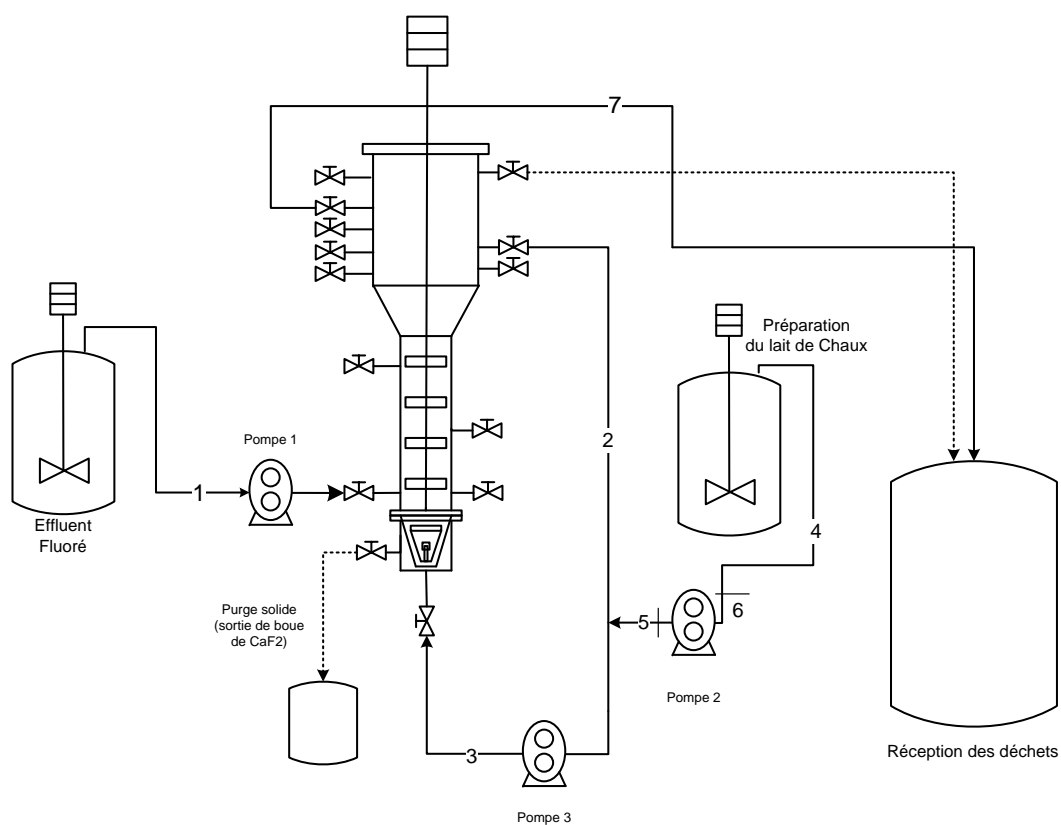 7
Préparation
du lait de Chaux
Pompe 1
2
1
4
Effluent
Fluoré
6
5
Purge solide
(sortie de boue
de CaF2)
Pompe 2
3
Réception des déchets
Pompe 3